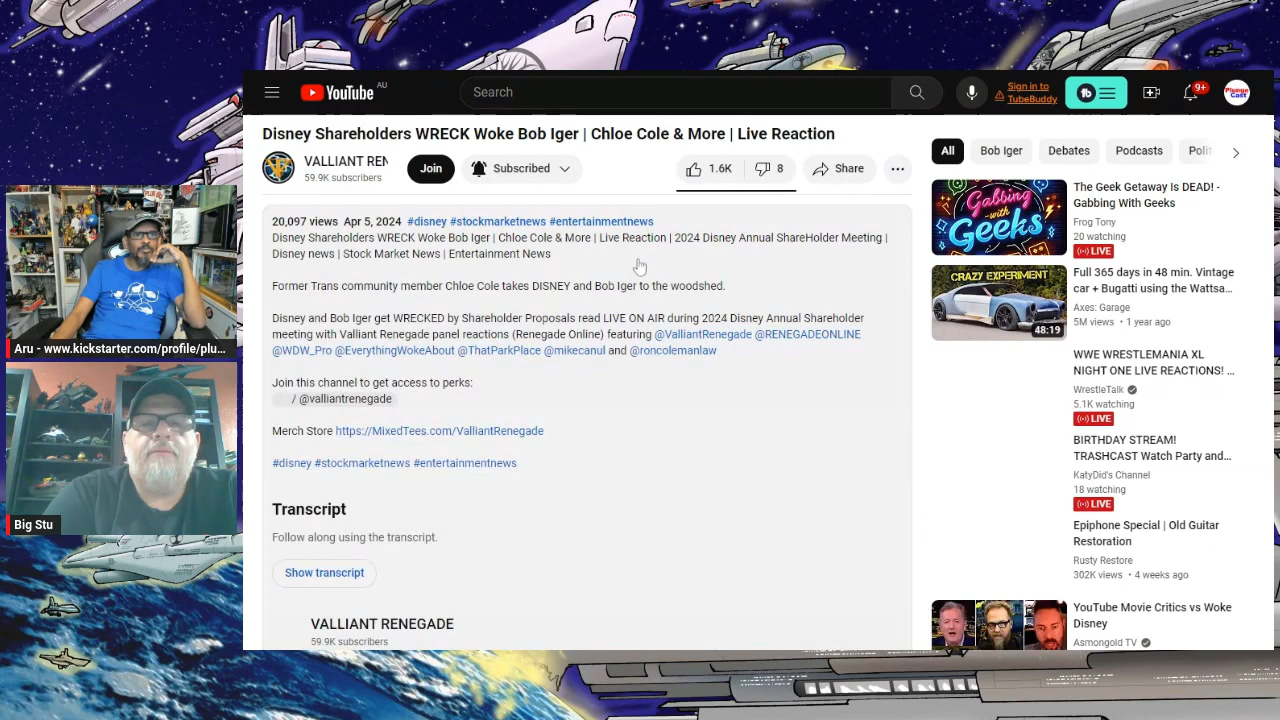 YouTube
AU
Search
Sign in to
TubeBuddy
9+
Plunge
Cast
Disney Shareholders WRECK Woke Bob Iger | Chloe Cole & More | Live Reaction
VALLIANT REN
59.9K subscribers
Join
Subscribed
1.6K
8
Share
20,097 views Apr 5, 2024 #disney #stockmarketnews #entertainmentnews
Disney Shareholders WRECK Woke Bob Iger | Chloe Cole & More | Live Reaction | 2024 Disney Annual ShareHolder Meeting |
Disney news | Stock Market News | Entertainment News
Former Trans community member Chloe Cole takes DISNEY and Bob Iger to the woodshed.
Disney and Bob Iger get WRECKED by Shareholder Proposals read LIVE ON AIR during 2024 Disney Annual Shareholder
meeting with Valliant Renegade panel reactions (Renegade Online) featuring @ValliantRenegade @RENEGADEONLINE
@WDW_Pro @EverythingWokeAbout @ThatParkPlace @mikecanul and @roncolemanlaw
Join this channel to get access to perks:
/ @valliantrenegade
Merch Store https://MixedTees.com/ValliantRenegade
#disney #stockmarketnews #entertainmentnews
Transcript
Follow along using the transcript.
Show transcript
VALLIANT RENEGADE
59.9K subscribers
All
Bob Iger
Debates
Podcasts
Polit
Gabbing
with
Geeks
The Geek Getaway Is DEAD! -
Gabbing With Geeks
Frog Tony
20 watching
LIVE
CRAZY EXPERIMENT
48:19
Full 365 days in 48 min. Vintage
car + Bugatti using the Wattsa...
Axes: Garage
5M views • 1 year ago
WWE WRESTLEMANIA XL
NIGHT ONE LIVE REACTIONS! ...
WrestleTalk
5.1K watching
LIVE
BIRTHDAY STREAM!
TRASHCAST Watch Party and...
KatyDid's Channel
18 watching
LIVE
Epiphone Special | Old Guitar
Restoration
Rusty Restore
302K views • 4 weeks ago
YouTube Movie Critics vs Woke
Disney
Asmongold TV
Aru - www.kickstarter.com/profile/plu...
Big Stu